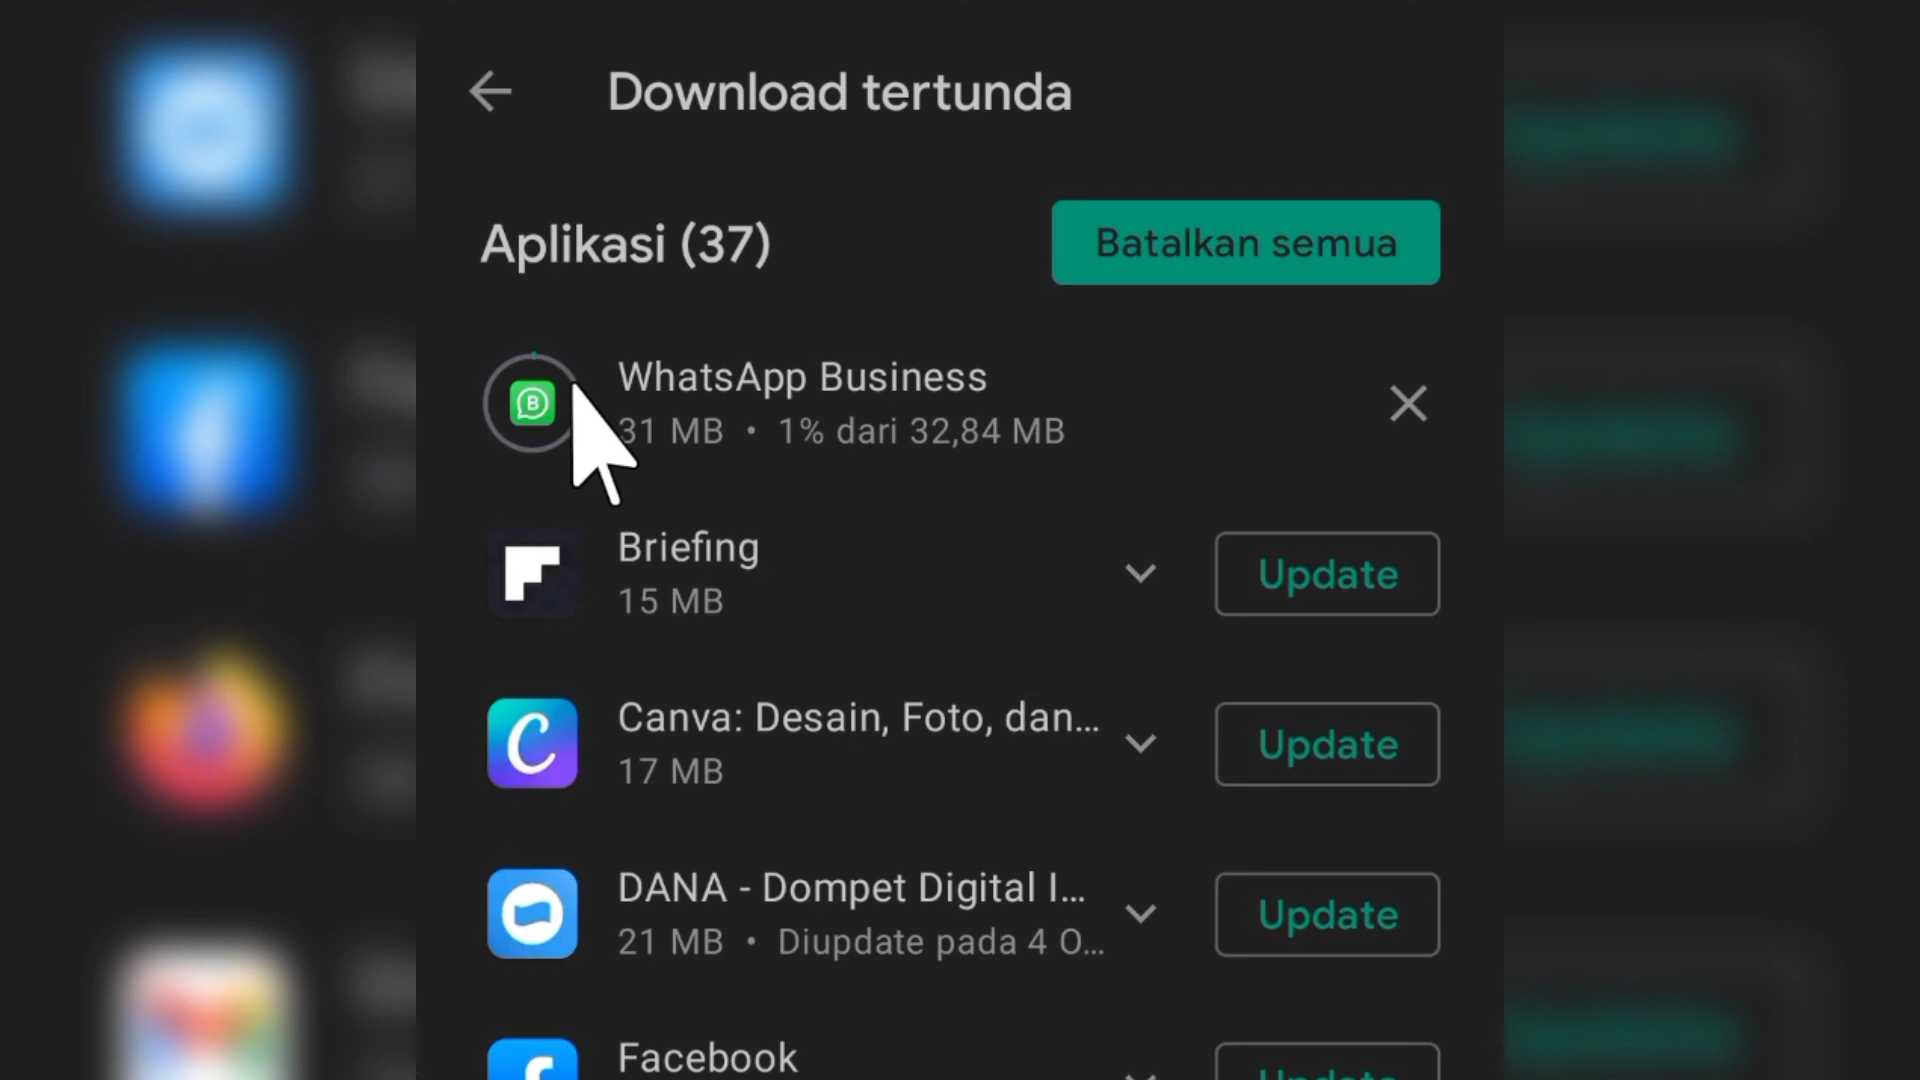 Download tertunda
Aplikasi (37)
Batalkan semua
WhatsApp Business
31 MB • 1% dari 32,84 MB
Briefing
15 MB
Update
Canva: Desain, Foto, dan...
17 MB
Update
DANA - Dompet Digital I...
21 MB • Diupdate pada 4 O...
Update
Facebook
Update